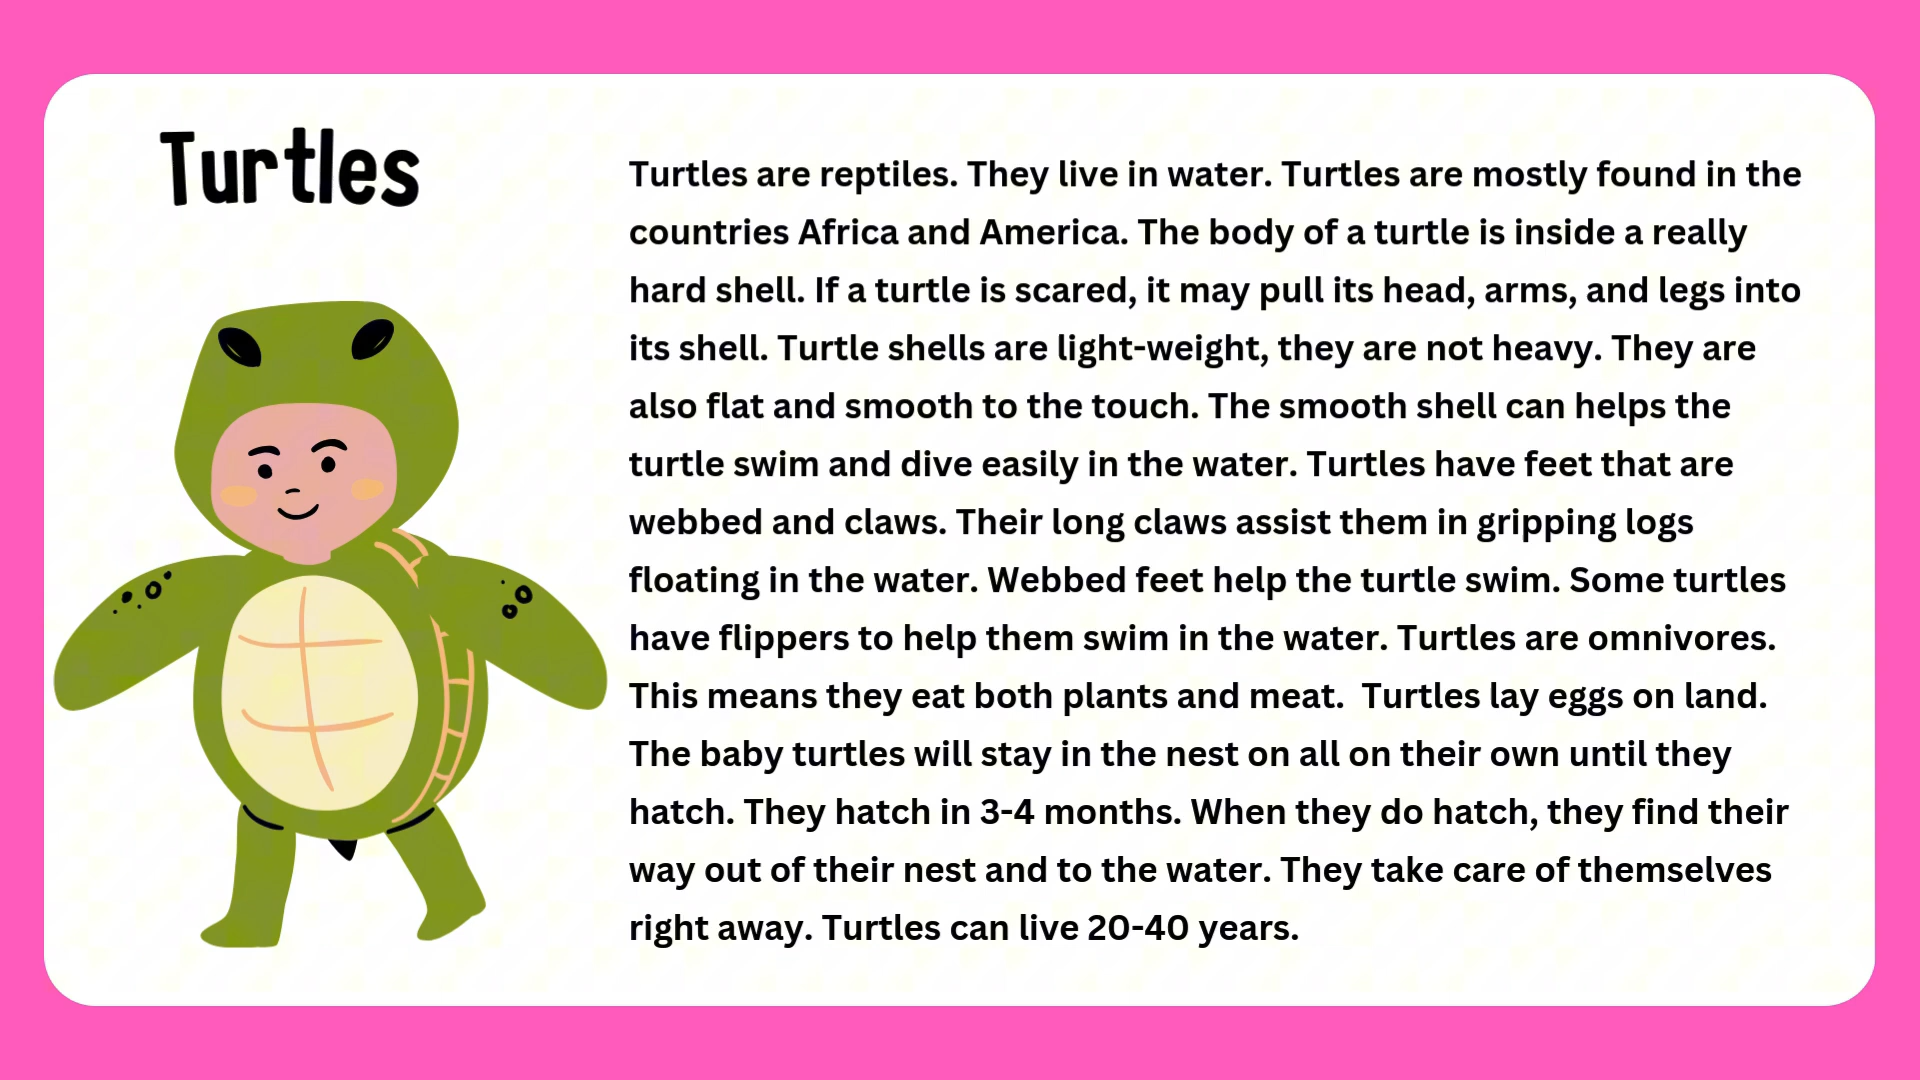 Turtles
Turtles are reptiles. They live in water. Turtles are mostly found in the
countries Africa and America. The body of a turtle is inside a really
hard shell. If a turtle is scared, it may pull its head, arms, and legs into
its shell. Turtle shells are light-weight, they are not heavy. They are
also flat and smooth to the touch. The smooth shell can helps the
turtle swim and dive easily in the water. Turtles have feet that are
webbed and claws. Their long claws assist them in gripping logs
floating in the water. Webbed feet help the turtle swim. Some turtles
have flippers to help them swim in the water. Turtles are omnivores.
This means they eat both plants and meat.  Turtles lay eggs on land.
The baby turtles will stay in the nest on all on their own until they
hatch. They hatch in 3-4 months. When they do hatch, they find their
way out of their nest and to the water. They take care of themselves
right away. Turtles can live 20-40 years.